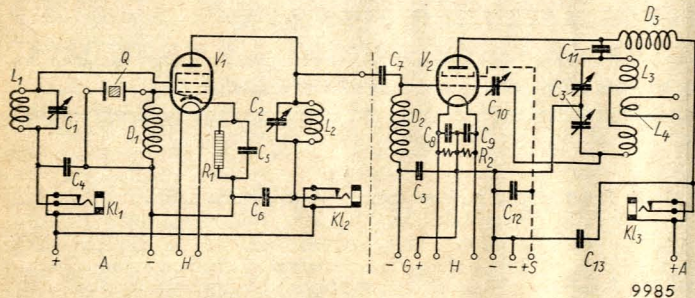 L1 C1 Q D1 V1 C2 L2 R1 C5 C4 C6 Kl1 Kl2
+ A - H
C7 V2 C10 D2 C8 C9 R2 C3 C12 C11 D3 C3 L3 L4 C13 Kl3
- G + H - - +S +A
9985